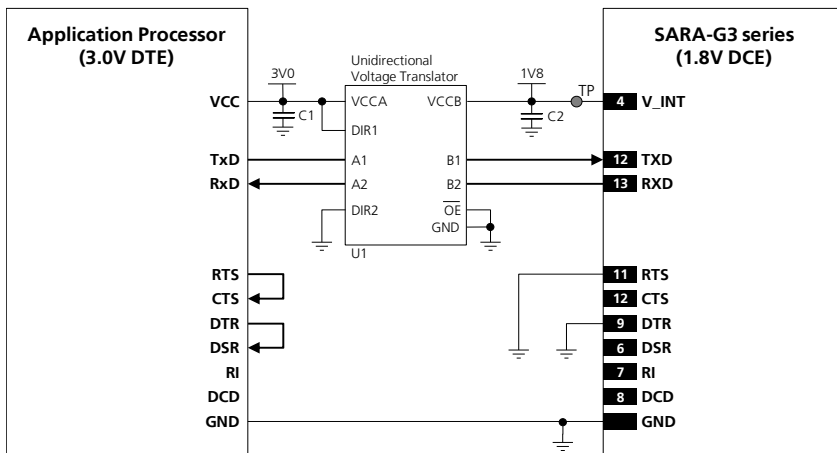 Application Processor
(3.0V DTE)
SARA-G3 series
(1.8V DCE)
Unidirectional
Voltage Translator
3V0
1V8
TP
VCC
VCCA
VCCB
4
V_INT
C1
C2
DIR1
TxD
A1
B1
12
TXD
RxD
A2
B2
13
RXD
DIR2
OE
GND
U1
RTS
11
RTS
CTS
12
CTS
DTR
9
DTR
DSR
6
DSR
RI
7
RI
DCD
8
DCD
GND
GND